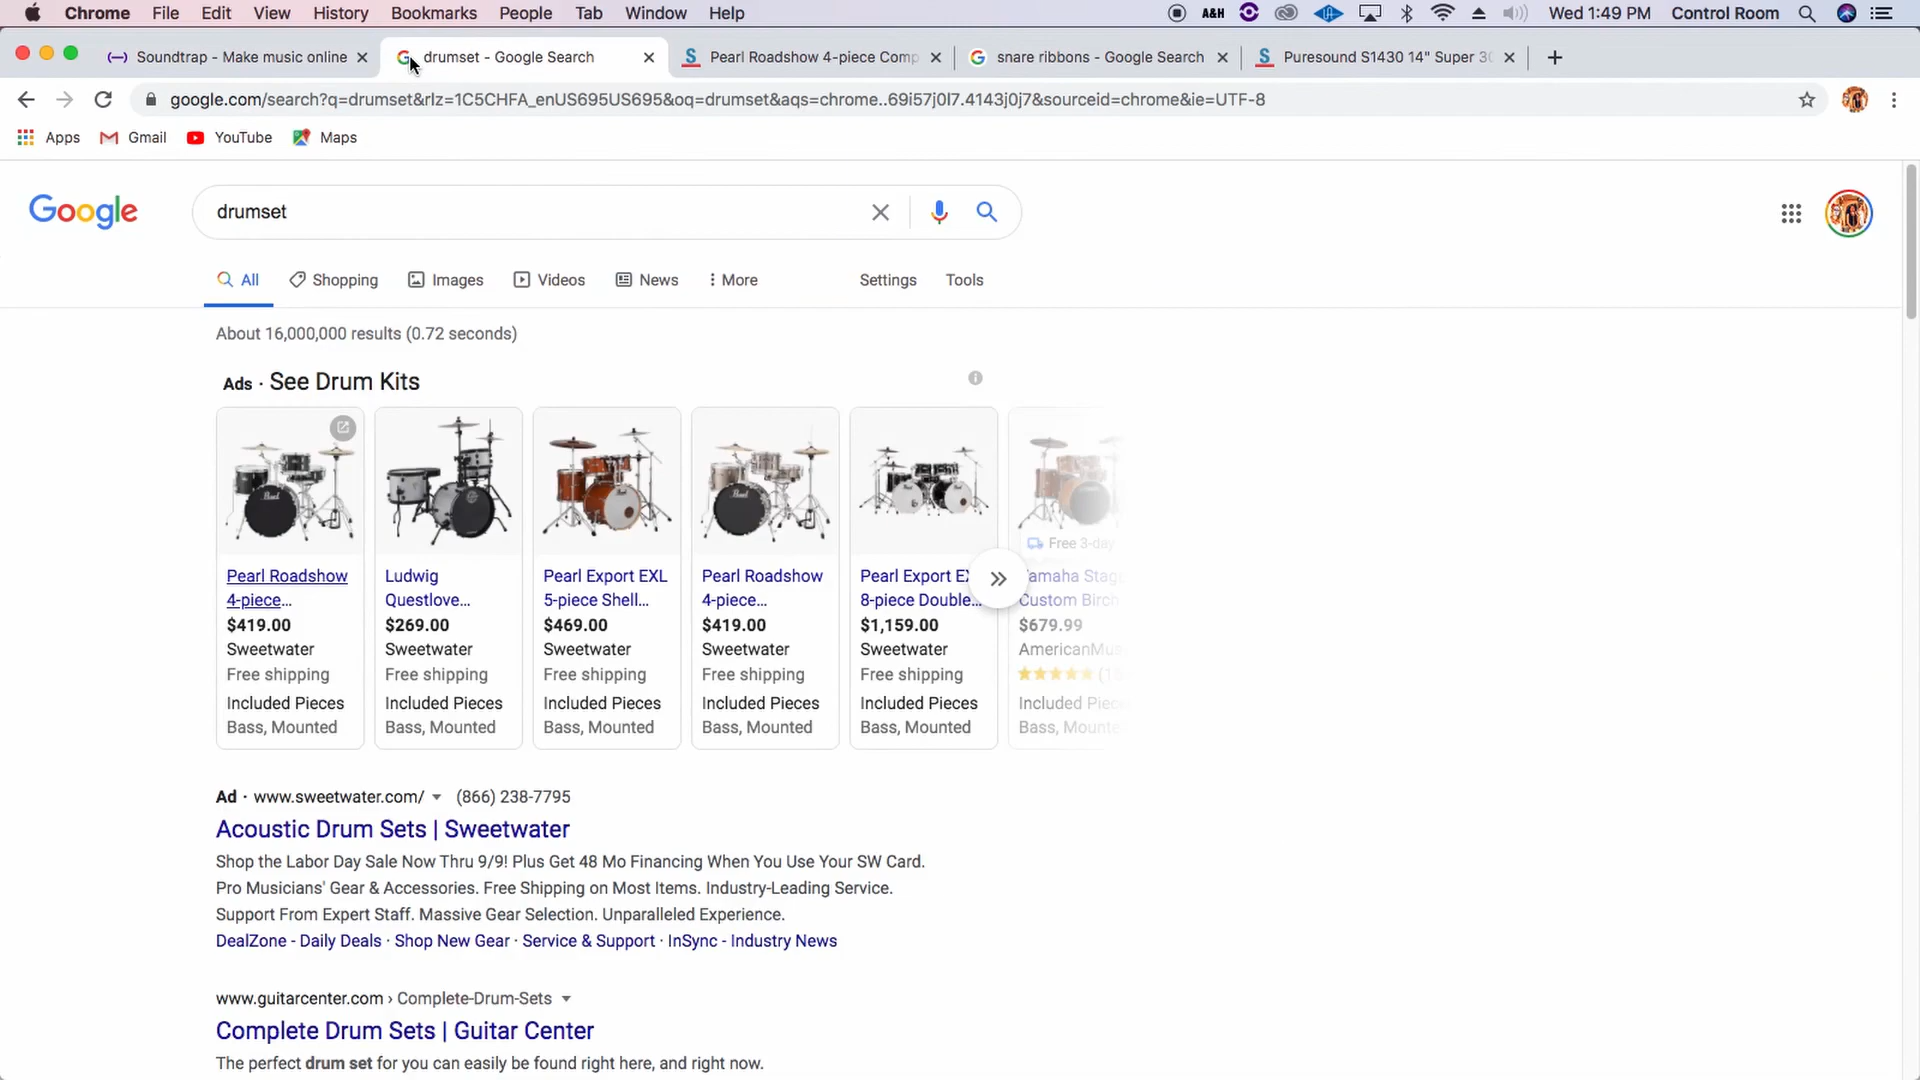 Chrome File Edit View History Bookmarks People Tab Window Help A&H Wed 1:49 PM Control Room
Soundtrap - Make music online drumset - Google Search Pearl Roadshow 4-piece Comp snare ribbons - Google Search Puresound S1430 14" Super 30
google.com/search?q=drumset&rlz=1C5CHFA_enUS695US695&oq=drumset&aqs=chrome..69i57j0l7.4143j0j7&sourceid=chrome&ie=UTF-8
Apps Gmail YouTube Maps
Google drumset
All Shopping Images Videos News More Settings Tools
About 16,000,000 results (0.72 seconds)
Ads · See Drum Kits
Pearl Roadshow
4-piece...
$419.00
Sweetwater
Free shipping
Included Pieces
Bass, Mounted
Ludwig
Questlove...
$269.00
Sweetwater
Free shipping
Included Pieces
Bass, Mounted
Pearl Export EXL
5-piece Shell...
$469.00
Sweetwater
Free shipping
Included Pieces
Bass, Mounted
Pearl Roadshow
4-piece...
$419.00
Sweetwater
Free shipping
Included Pieces
Bass, Mounted
Pearl Export EX
8-piece Double...
$1,159.00
Sweetwater
Free shipping
Included Pieces
Bass, Mounted
Free 3-day
Yamaha Stag
Custom Birch
$679.99
AmericanMus
Included Piec
Bass, Mounte
Ad · www.sweetwater.com/ (866) 238-7795
Acoustic Drum Sets | Sweetwater
Shop the Labor Day Sale Now Thru 9/9! Plus Get 48 Mo Financing When You Use Your SW Card.
Pro Musicians' Gear & Accessories. Free Shipping on Most Items. Industry-Leading Service.
Support From Expert Staff. Massive Gear Selection. Unparalleled Experience.
DealZone - Daily Deals · Shop New Gear · Service & Support · InSync - Industry News
www.guitarcenter.com › Complete-Drum-Sets
Complete Drum Sets | Guitar Center
The perfect drum set for you can easily be found right here, and right now.